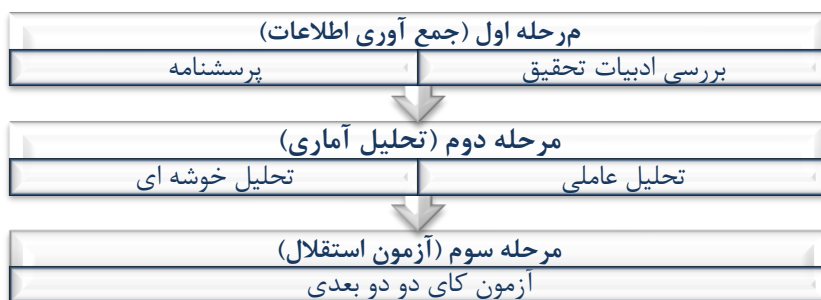 مرحله اول (جمع آوری اطلاعات)
بررسی ادبیات تحقیق
پرسشنامه
مرحله دوم (تحلیل آماری)
تحلیل عاملی
تحلیل خوشه ای
مرحله سوم (آزمون استقلال)
آزمون کای دو دو بعدی